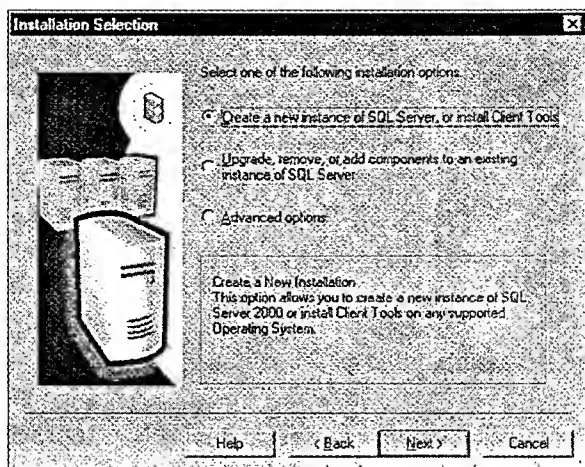 Installation Selection
Select one of the following installation options.
Create a new instance of SQL Server, or install Client Tools
Upgrade, remove, or add components to an existing
instance of SQL Server
Advanced options
Create a New Installation
This option allows you to create a new instance of SQL
Server 2000 or install Client Tools on any supported
Operating System.
Help
< Back
Next >
Cancel